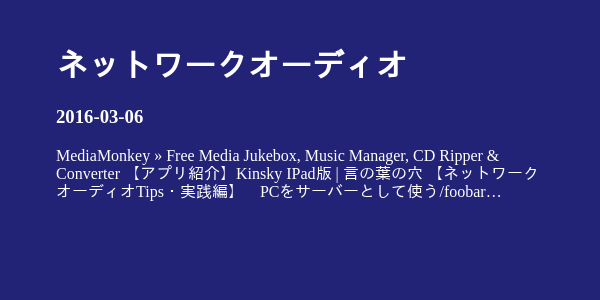 ネットワークオーディオ
2016-03-06
MediaMonkey » Free Media Jukebox, Music Manager, CD Ripper &
Converter 【アプリ紹介】Kinsky IPad版 | 言の葉の穴 【ネットワーク
オーディオTips・実践編】　PCをサーバーとして使う/foobar…